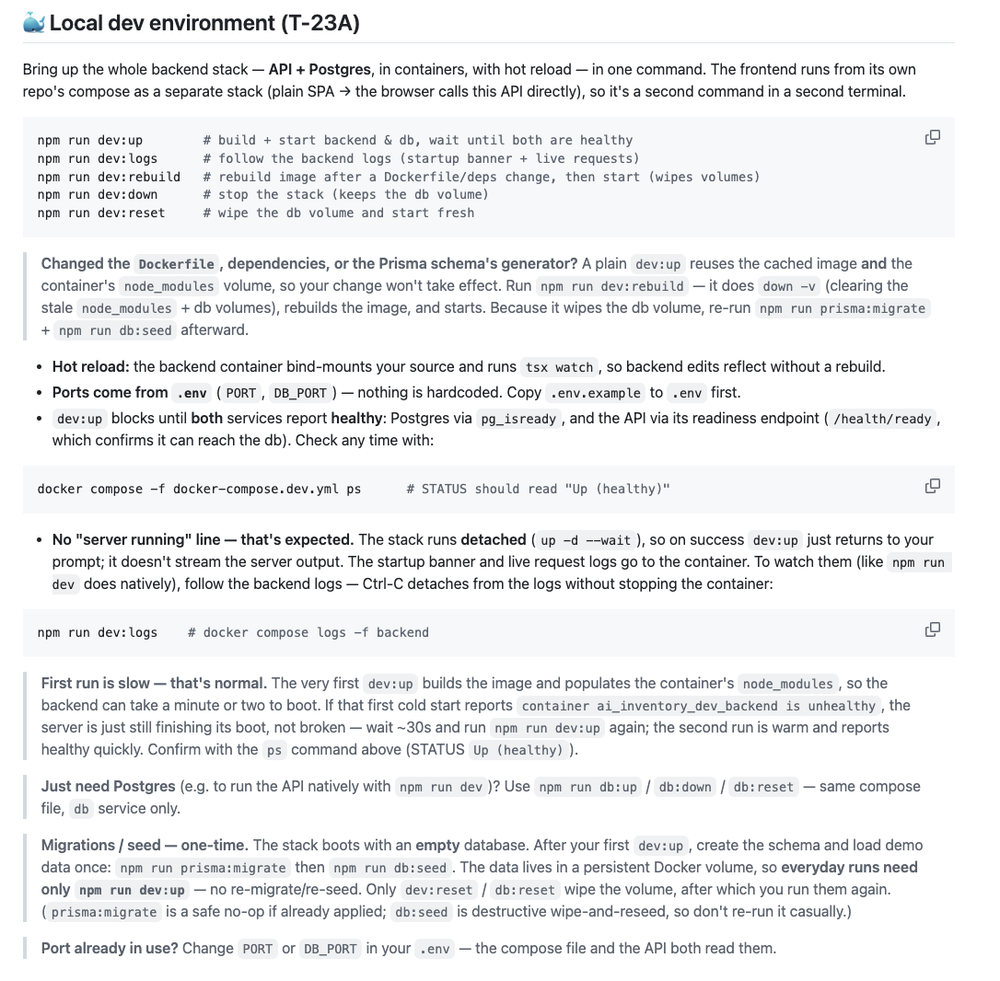 🐳 Local dev environment (T-23A)
Bring up the whole backend stack — API + Postgres, in containers, with hot reload — in one command. The frontend runs from its own
repo's compose as a separate stack (plain SPA → the browser calls this API directly), so it's a second command in a second terminal.
npm run dev:up        # build + start backend & db, wait until both are healthy
npm run dev:logs      # follow the backend logs (startup banner + live requests)
npm run dev:rebuild   # rebuild image after a Dockerfile/deps change, then start (wipes volumes)
npm run dev:down      # stop the stack (keeps the db volume)
npm run dev:reset     # wipe the db volume and start fresh
Changed the Dockerfile, dependencies, or the Prisma schema's generator? A plain dev:up reuses the cached image and the
container's node_modules volume, so your change won't take effect. Run npm run dev:rebuild — it does down -v (clearing the
stale node_modules + db volumes), rebuilds the image, and starts. Because it wipes the db volume, re-run npm run prisma:migrate
+ npm run db:seed afterward.
• Hot reload: the backend container bind-mounts your source and runs tsx watch, so backend edits reflect without a rebuild.
• Ports come from .env (PORT, DB_PORT) — nothing is hardcoded. Copy .env.example to .env first.
• dev:up blocks until both services report healthy: Postgres via pg_isready, and the API via its readiness endpoint (/health/ready,
which confirms it can reach the db). Check any time with:
docker compose -f docker-compose.dev.yml ps      # STATUS should read "Up (healthy)"
• No "server running" line — that's expected. The stack runs detached (up -d --wait), so on success dev:up just returns to your
prompt; it doesn't stream the server output. The startup banner and live request logs go to the container. To watch them (like npm run
dev does natively), follow the backend logs — Ctrl-C detaches from the logs without stopping the container:
npm run dev:logs    # docker compose logs -f backend
First run is slow — that's normal. The very first dev:up builds the image and populates the container's node_modules, so the
backend can take a minute or two to boot. If that first cold start reports container ai_inventory_dev_backend is unhealthy, the
server is just still finishing its boot, not broken — wait ~30s and run npm run dev:up again; the second run is warm and reports
healthy quickly. Confirm with the ps command above (STATUS Up (healthy)).
Just need Postgres (e.g. to run the API natively with npm run dev)? Use npm run db:up / db:down / db:reset — same compose
file, db service only.
Migrations / seed — one-time. The stack boots with an empty database. After your first dev:up, create the schema and load demo
data once: npm run prisma:migrate then npm run db:seed. The data lives in a persistent Docker volume, so everyday runs need
only npm run dev:up — no re-migrate/re-seed. Only dev:reset / db:reset wipe the volume, after which you run them again.
(prisma:migrate is a safe no-op if already applied; db:seed is destructive wipe-and-reseed, so don't re-run it casually.)
Port already in use? Change PORT or DB_PORT in your .env — the compose file and the API both read them.